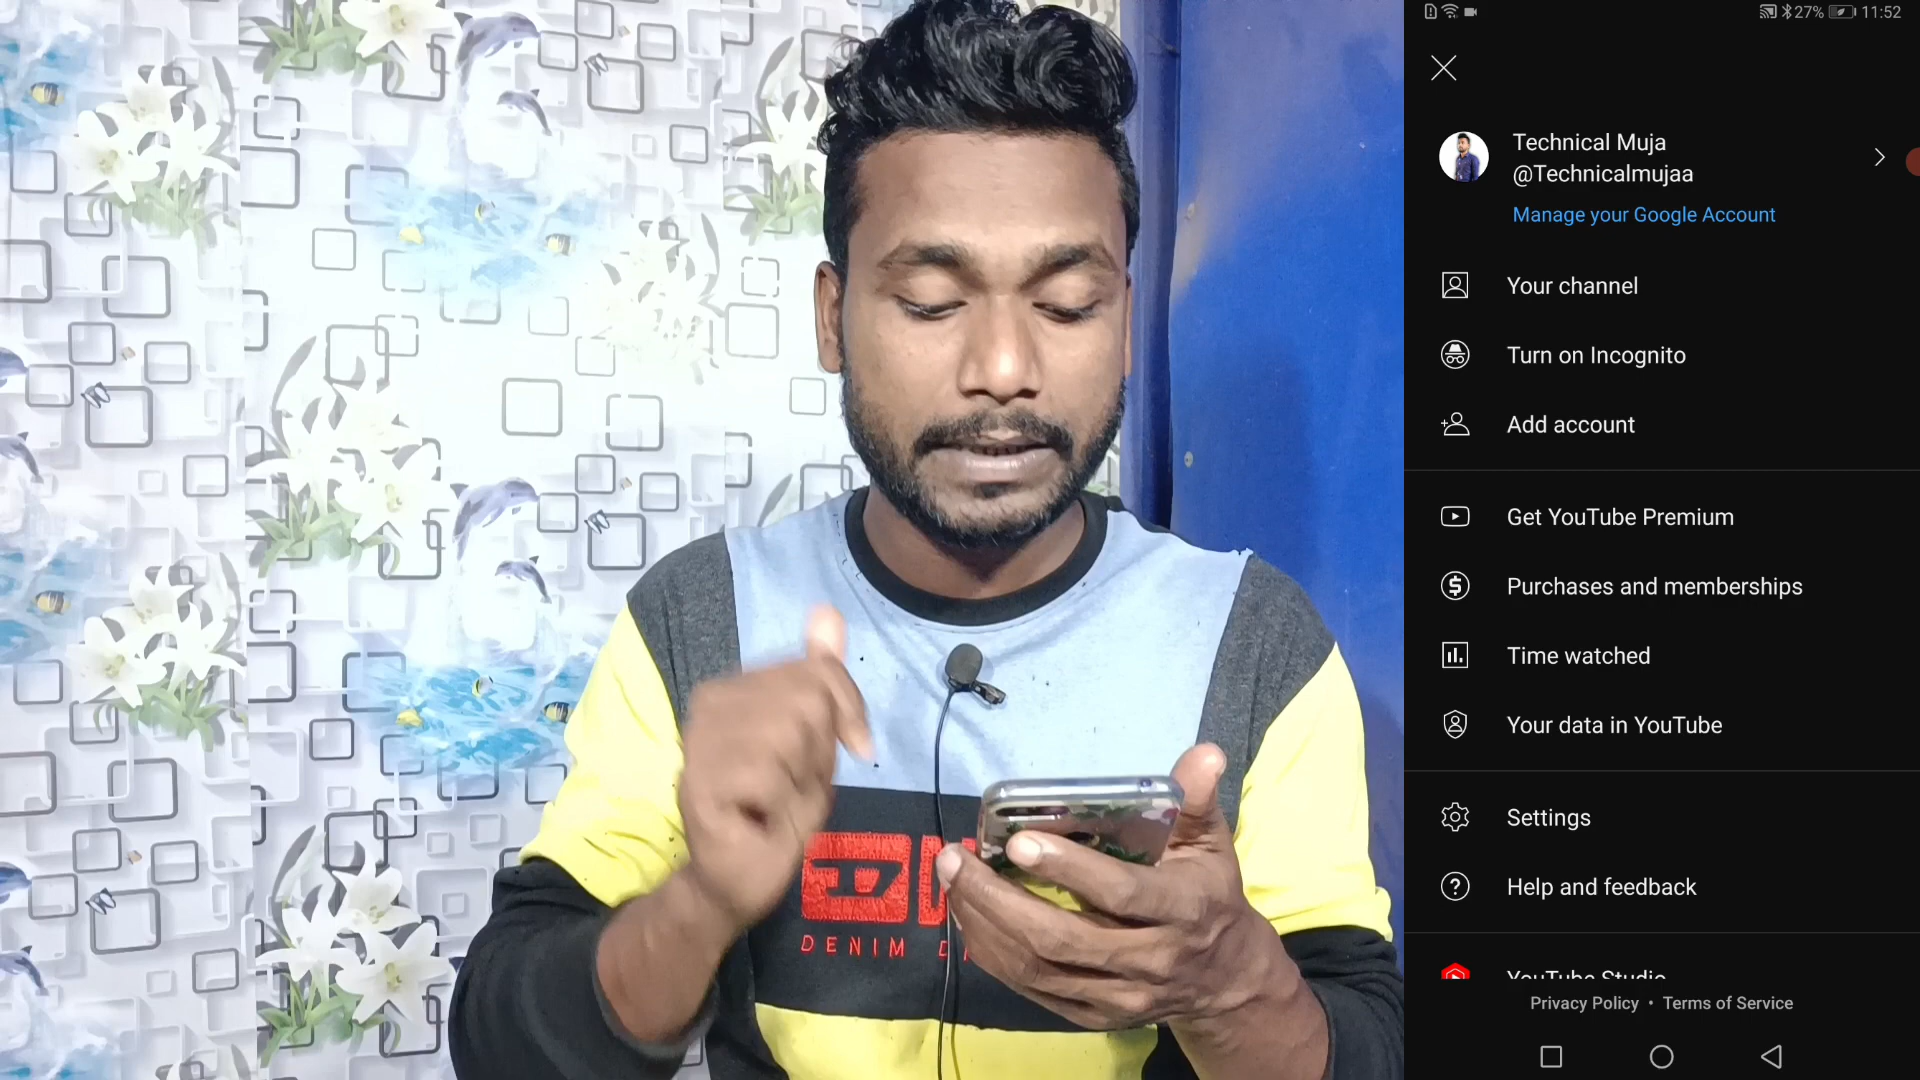 27% 11:52
Technical Muja
@Technicalmujaa
Manage your Google Account
Your channel
Turn on Incognito
Add account
Get YouTube Premium
Purchases and memberships
Time watched
Your data in YouTube
Settings
Help and feedback
YouTube Studio
Privacy Policy • Terms of Service
DENIM